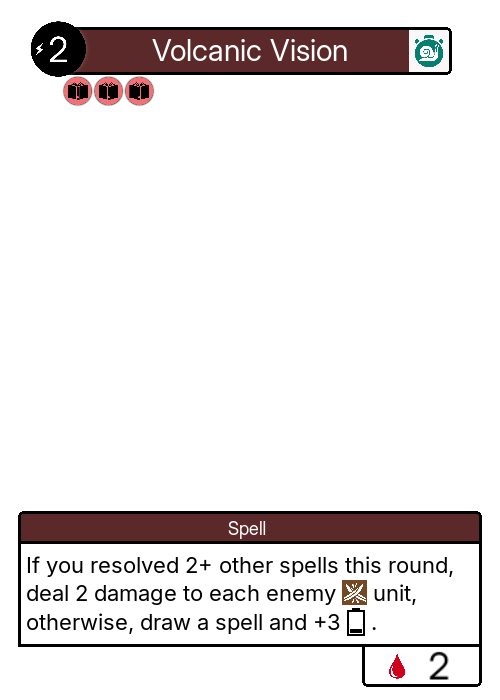 2
Volcanic Vision
Spell
If you resolved 2+ other spells this round,
deal 2 damage to each enemy unit,
otherwise, draw a spell and +3 .
2